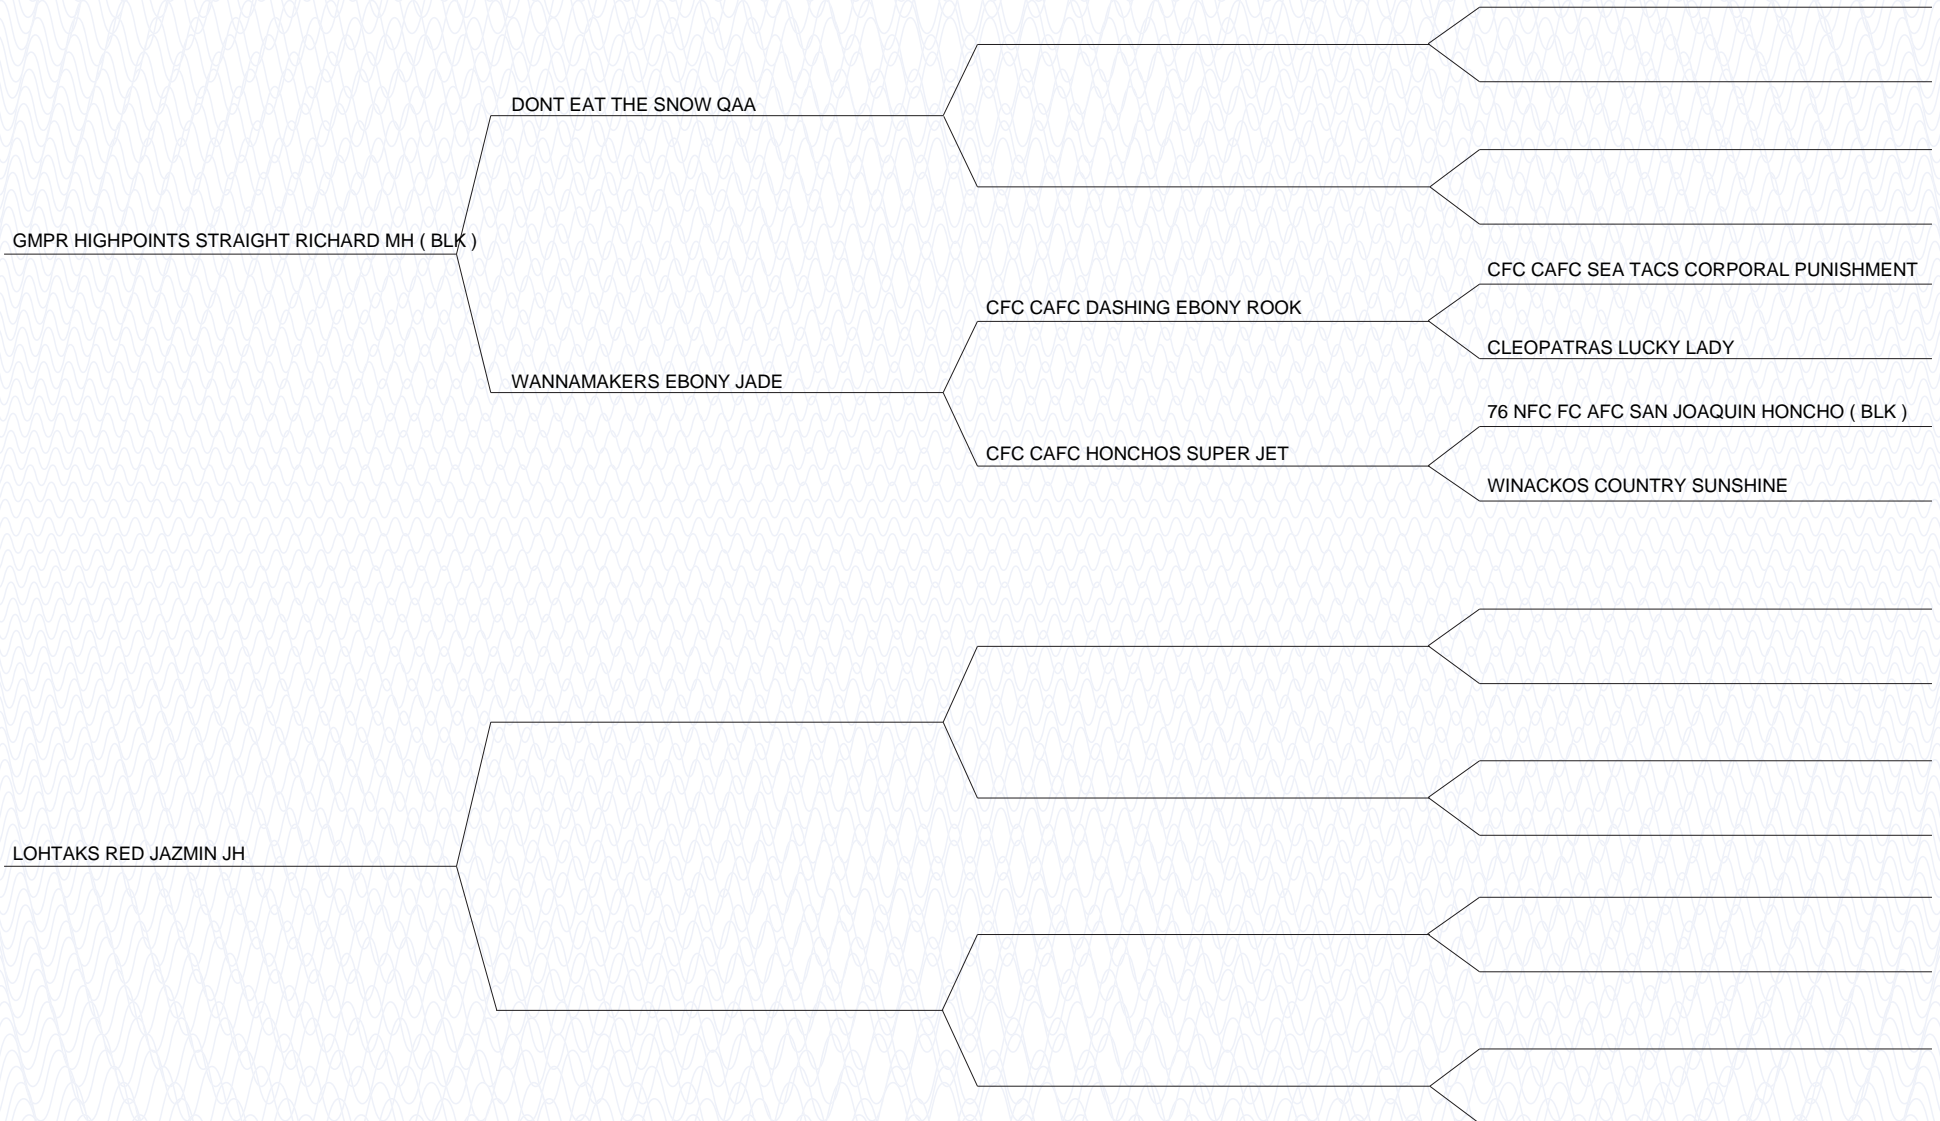 DONT EAT THE SNOW QAA
GMPR HIGHPOINTS STRAIGHT RICHARD MH ( BLK )
CFC CAFC SEA TACS CORPORAL PUNISHMENT
CFC CAFC DASHING EBONY ROOK
CLEOPATRAS LUCKY LADY
WANNAMAKERS EBONY JADE
76 NFC FC AFC SAN JOAQUIN HONCHO ( BLK )
CFC CAFC HONCHOS SUPER JET
WINACKOS COUNTRY SUNSHINE
LOHTAKS RED JAZMIN JH